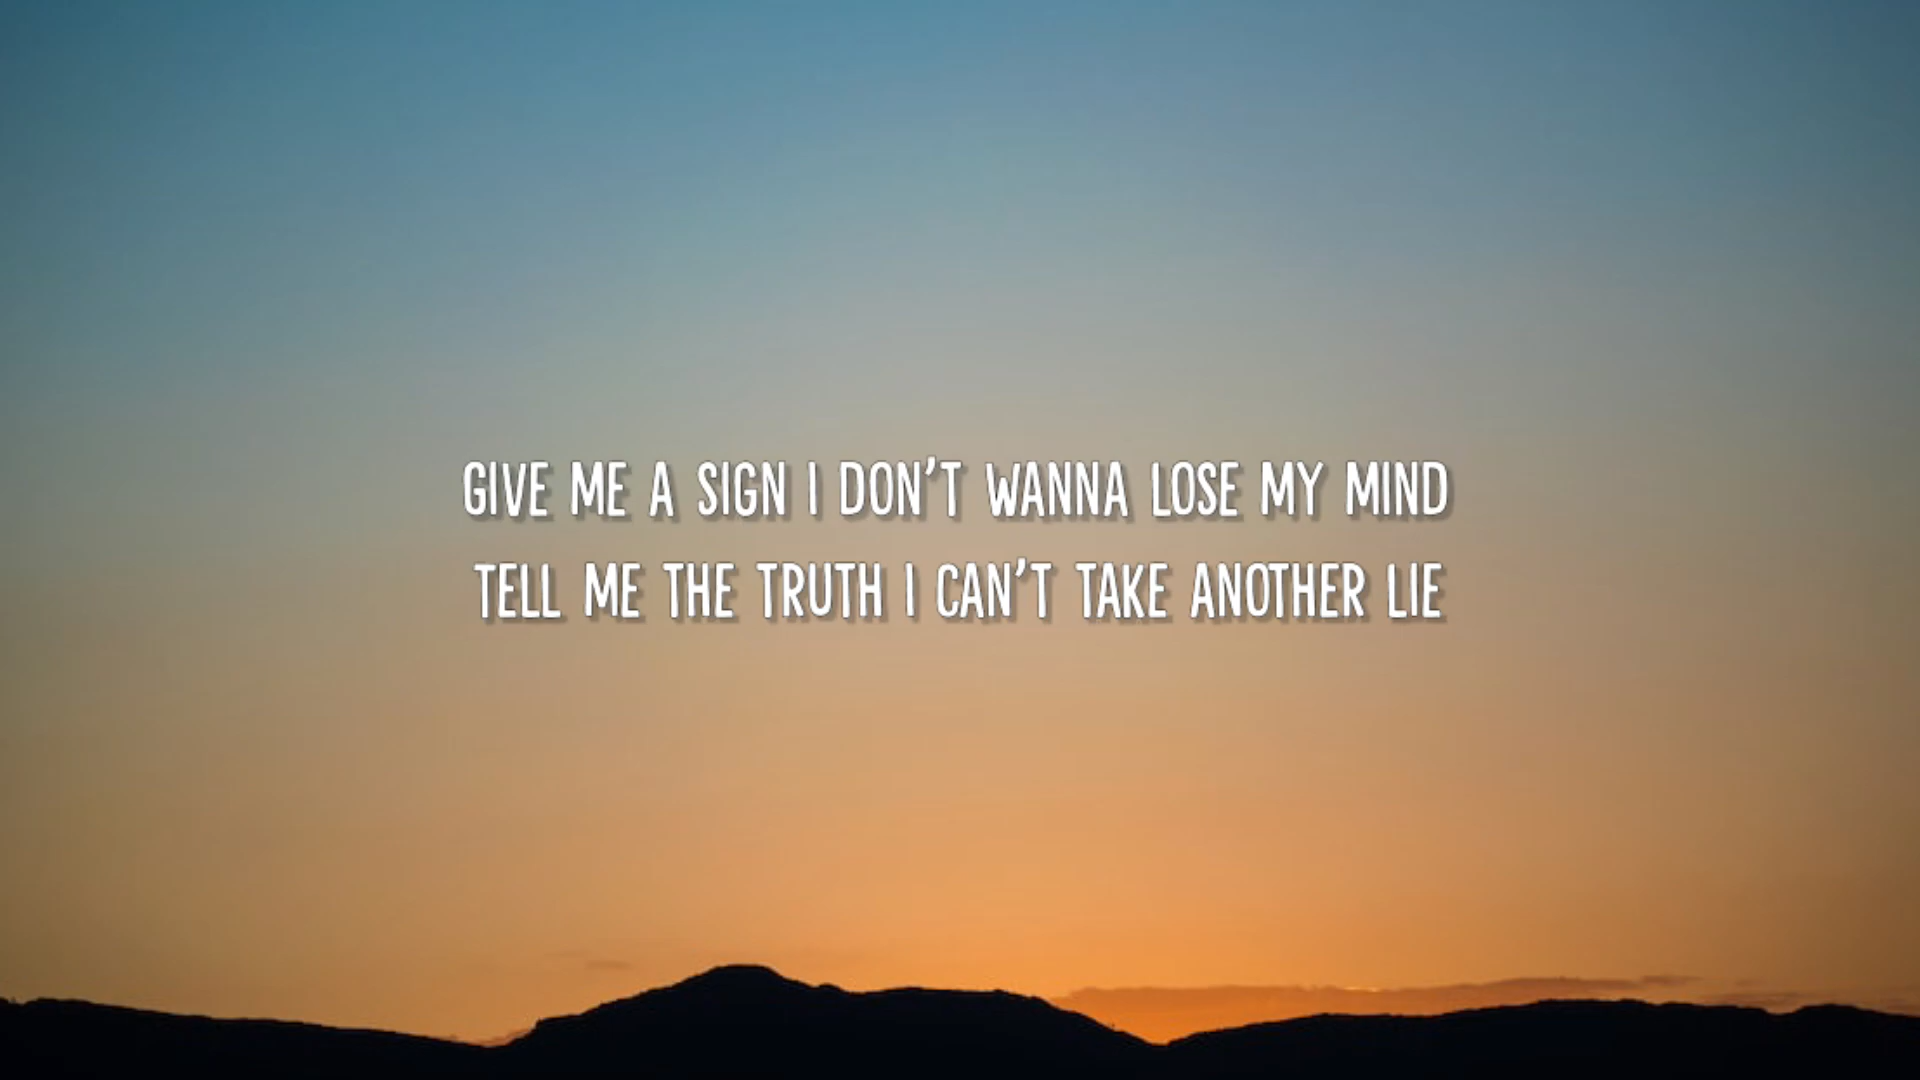 GIVE ME A SIGN I DON'T WANNA LOSE MY MIND
TELL ME THE TRUTH I CAN'T TAKE ANOTHER LIE